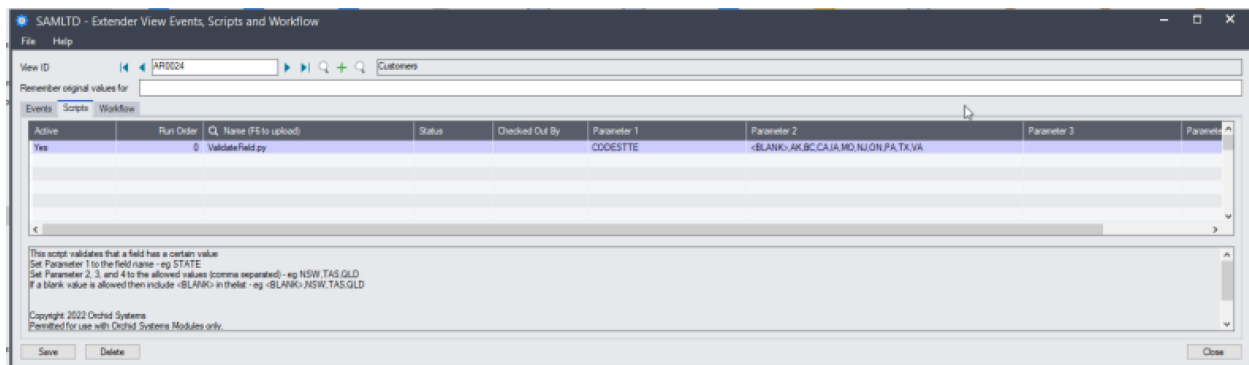 SAMLTD - Extender View Events, Scripts and Workflow
File Help
View ID AR0024 Customers
Remember original values for
Events Scripts Workflow
Active Run Order Name (F6 to upload) Status Checked Out By Parameter 1 Parameter 2 Parameter 3 Paramete
Yes 0 ValidateField.py CODESTTE <BLANK>,AK,BC,CA,IA,MO,NJ,ON,PA,TX,VA
This script validates that a field has a certain value
Set Parameter 1 to the field name - eg STATE
Set Parameter 2, 3, and 4 to the allowed values (comma separated) - eg NSW,TAS,QLD
If a blank value is allowed then include <BLANK> in thelist - eg <BLANK>,NSW,TAS,QLD
Copyright 2022 Orchid Systems
Permitted for use with Orchid Systems Modules only.
Save Delete Close